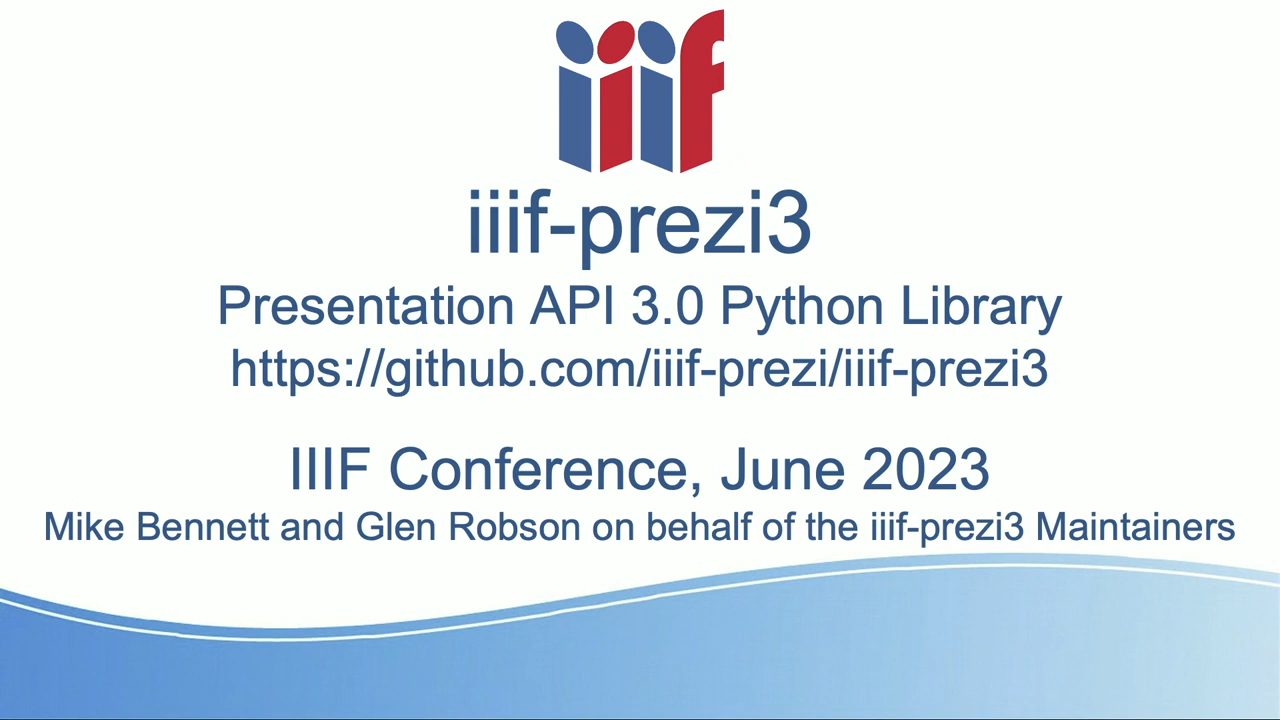 iiif
iiif-prezi3
Presentation API 3.0 Python Library
https://github.com/iiif-prezi/iiif-prezi3
IIIF Conference, June 2023
Mike Bennett and Glen Robson on behalf of the iiif-prezi3 Maintainers